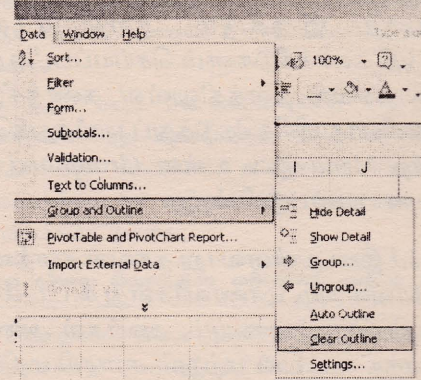 Data Window Help
Type a
Sort...
100%
Filter
Form...
Subtotals...
Validation...
I J
Text to Columns...
Group and Outline
Hide Detail
PivotTable and PivotChart Report...
Show Detail
Import External Data
Group...
Ungroup...
Auto Outline
Clear Outline
Settings...